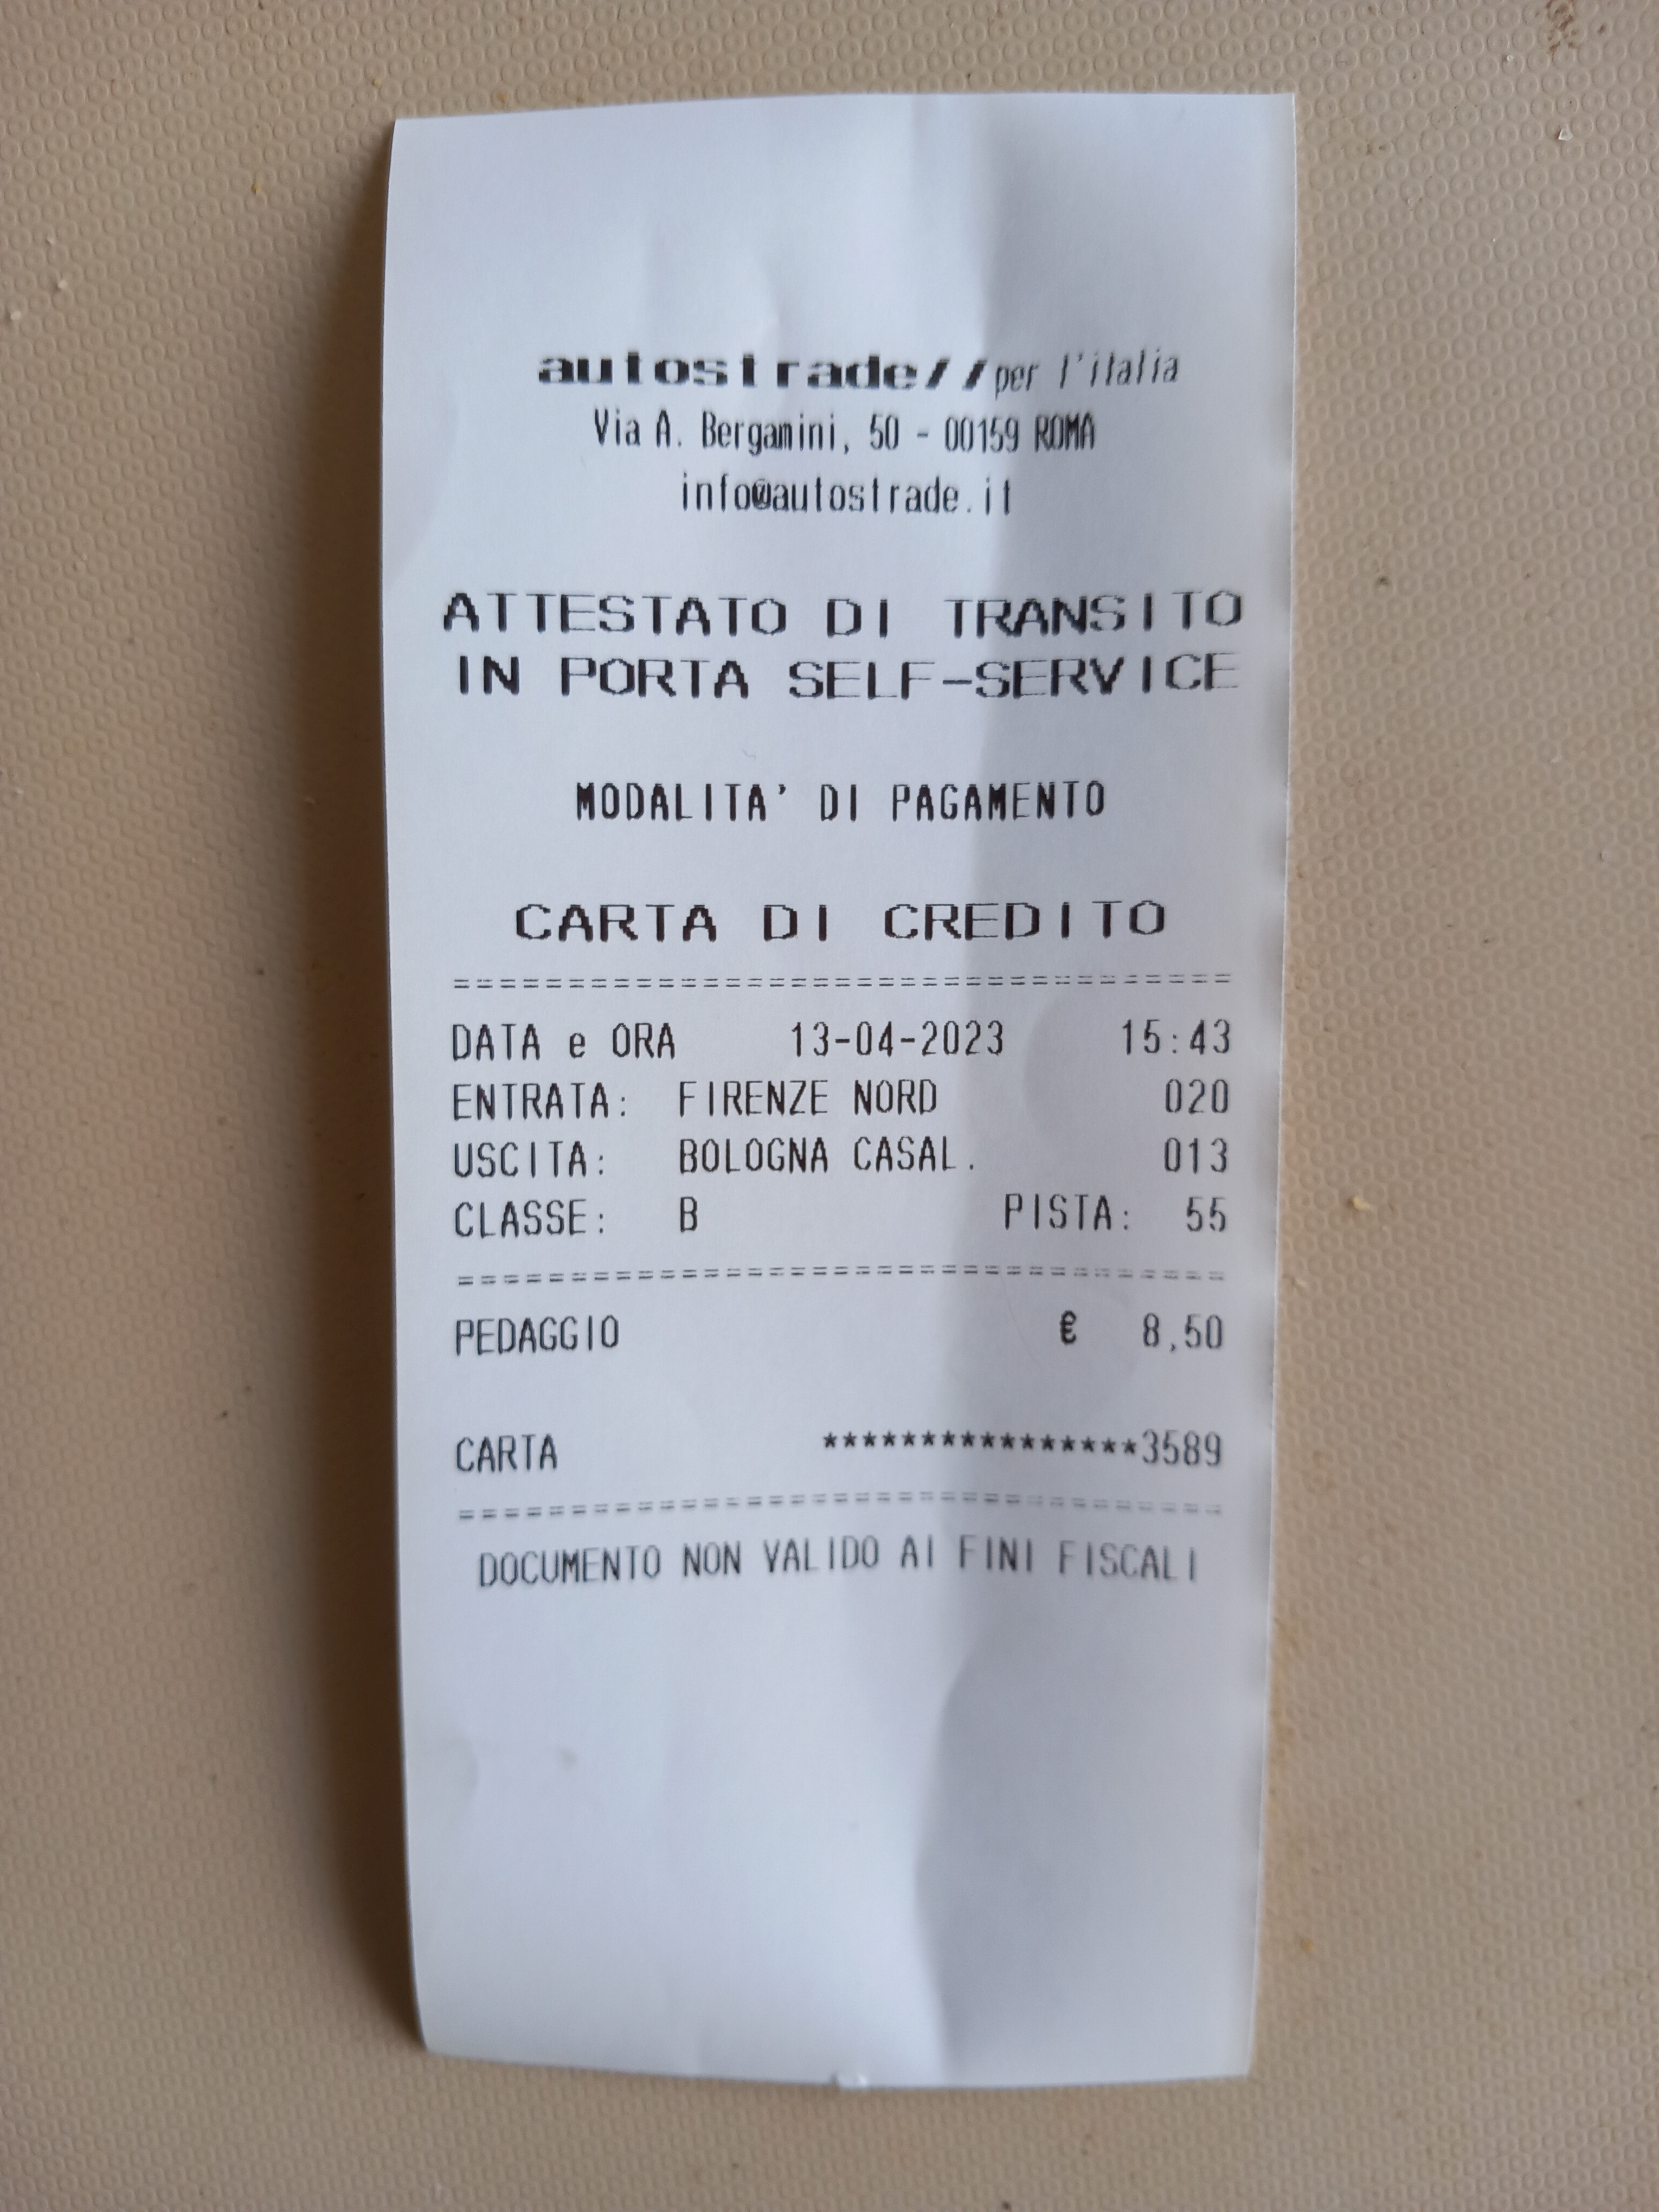 autostrade//per l'italia
Via A. Bergamini, 50 - 00159 ROMA
info@autostrade.it
ATTESTATO DI TRANSITO
IN PORTA SELF-SERVICE
MODALITA' DI PAGAMENTO
CARTA DI CREDITO
==================================
DATA e ORA 13-04-2023 15:43
ENTRATA: FIRENZE NORD 020
USCITA: BOLOGNA CASAL. 013
CLASSE: B PISTA: 55
==================================
PEDAGGIO € 8,50
CARTA ****************3589
==================================
DOCUMENTO NON VALIDO AI FINI FISCALI